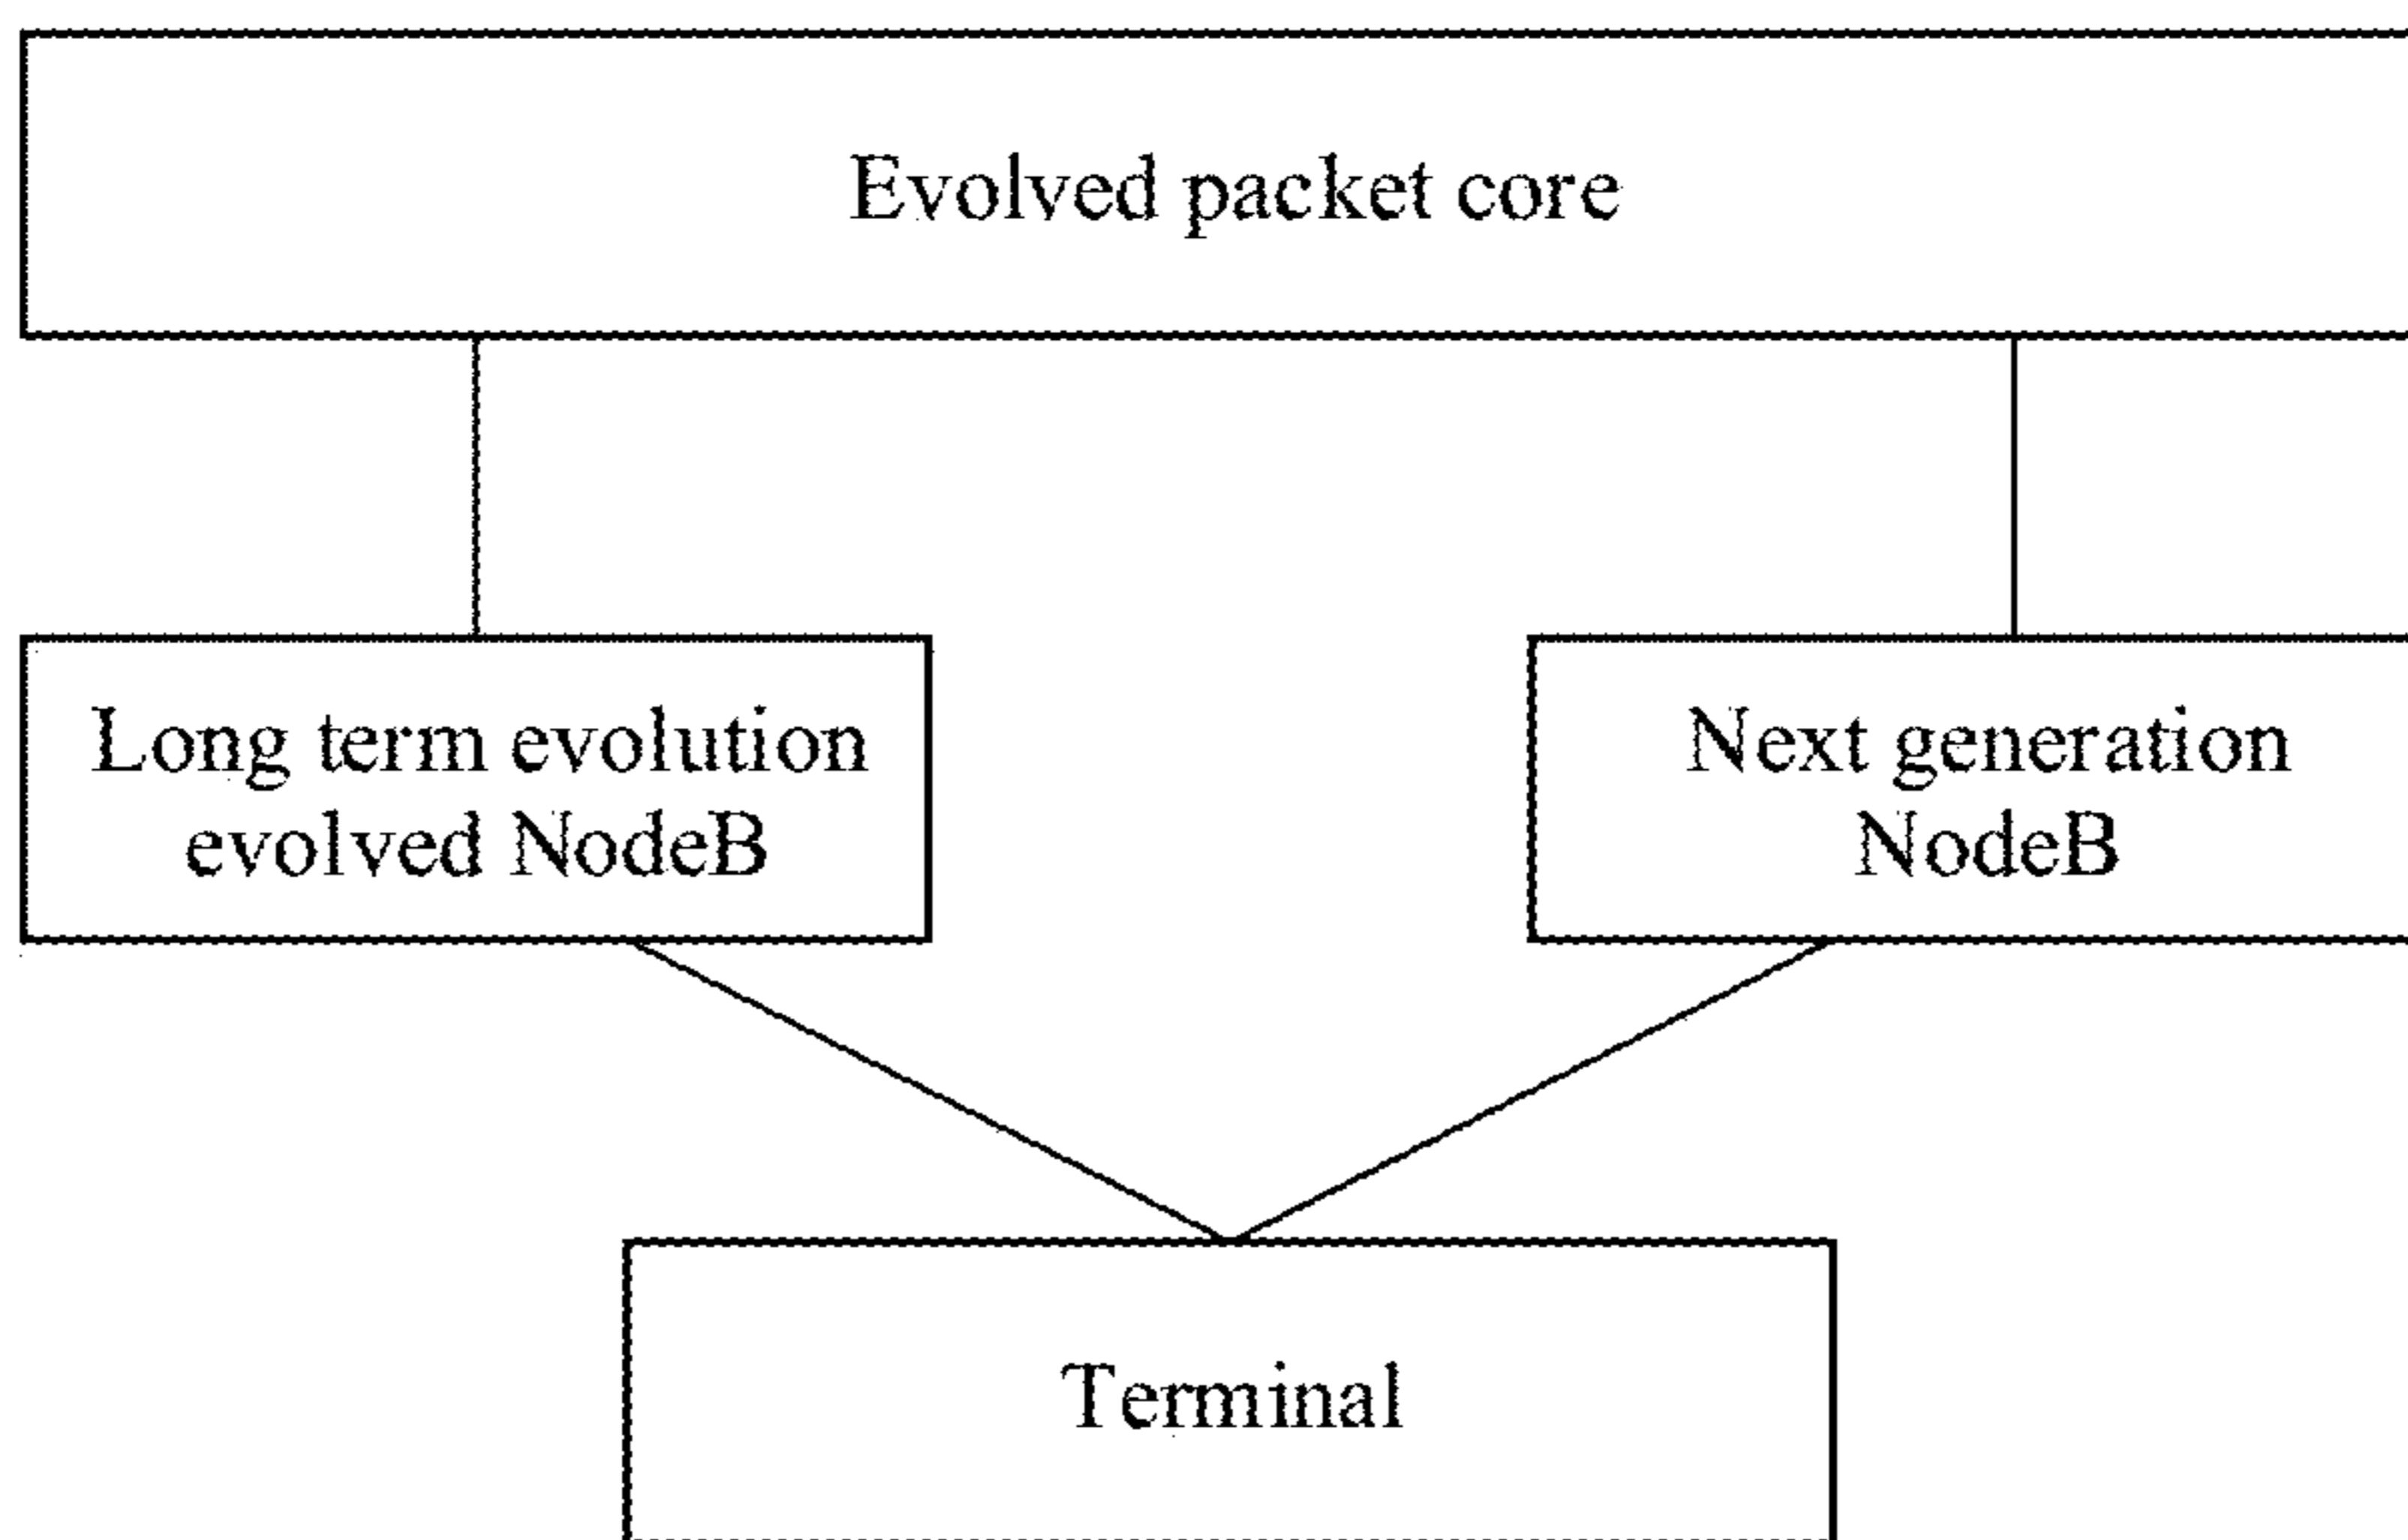 Evolved packet core
Long term evolution
evolved NodeB
Next generation
NodeB
Terminal